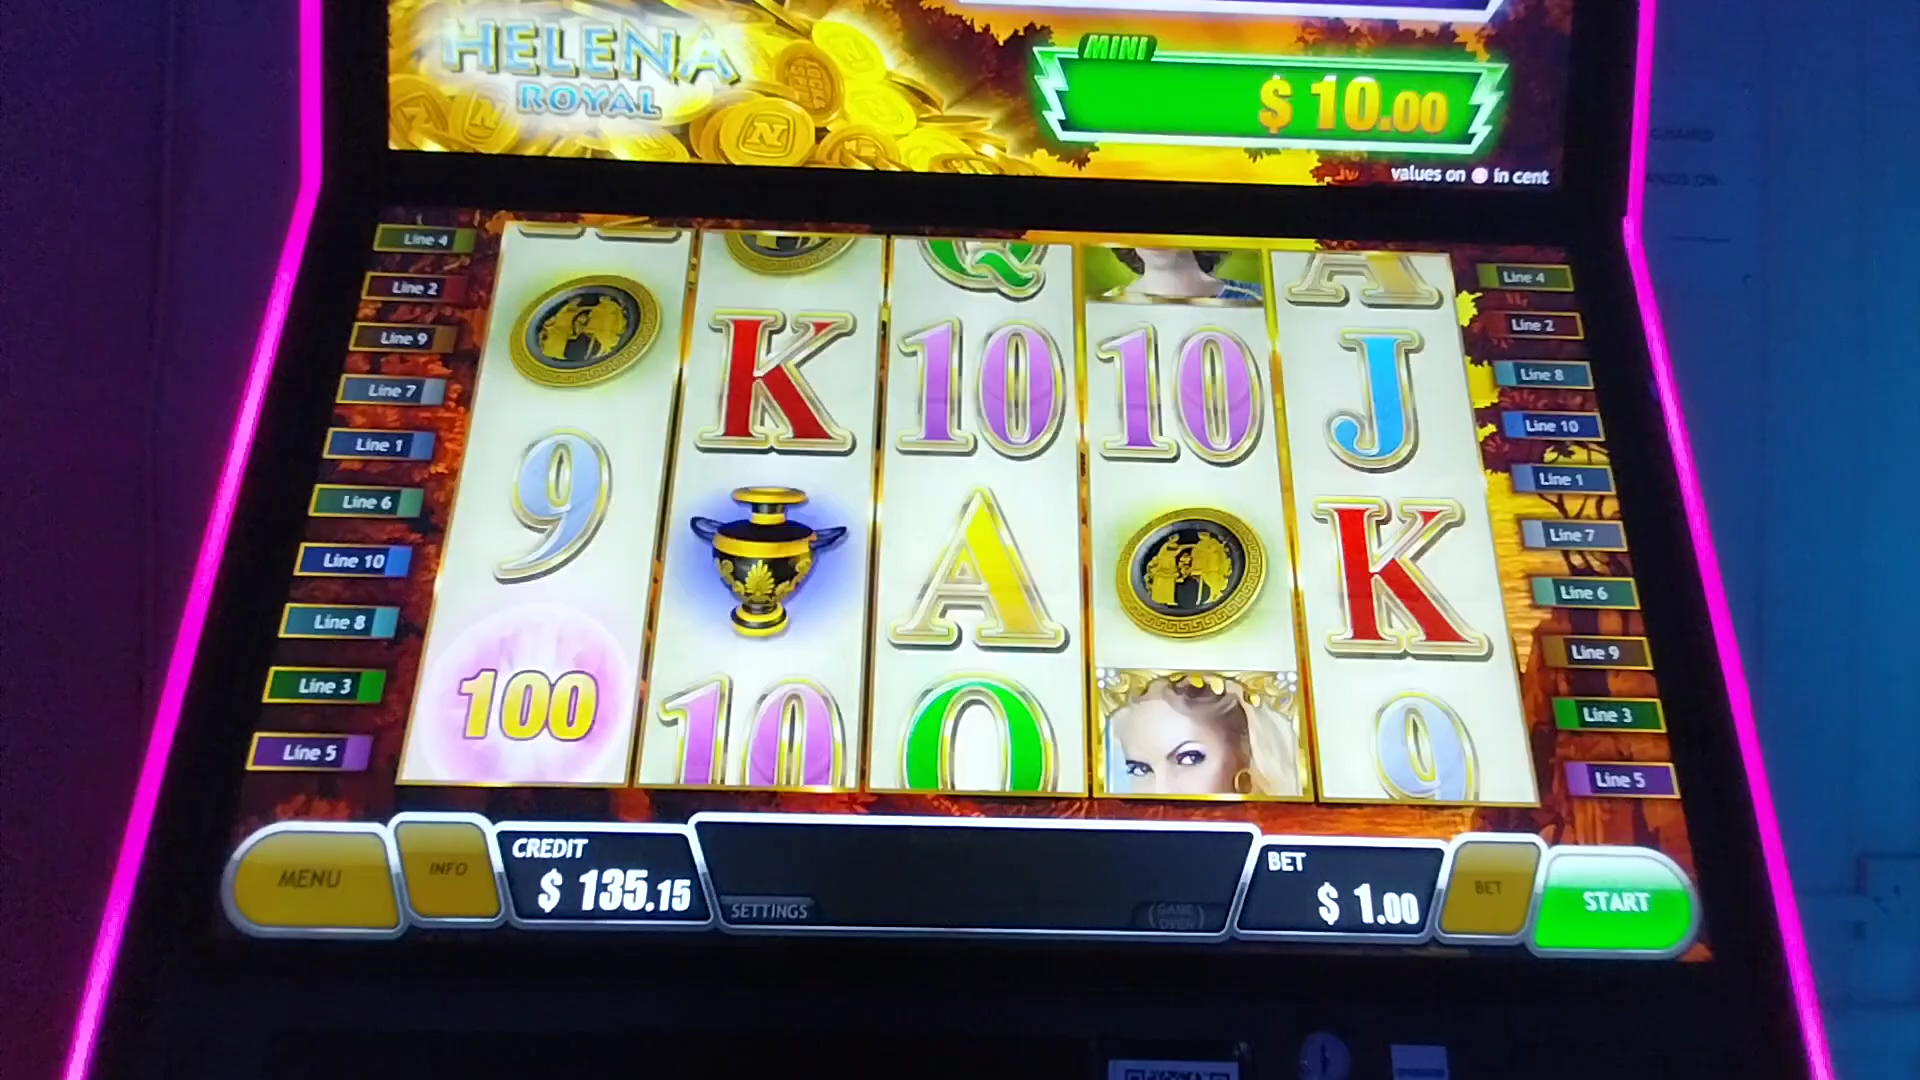 HELENA
ROYAL
MINI
$ 10.00
values on in cent
Line 4
Line 2
Line 9
Line 7
Line 1
Line 6
Line 10
Line 8
Line 3
Line 5
Q A
K 10 10 J
9 A K
100 10 Q 9
Line 4
Line 2
Line 8
Line 10
Line 1
Line 7
Line 6
Line 9
Line 3
Line 5
MENU
INFO
CREDIT
$ 135.15
SETTINGS
GAME
OVER
BET
$ 1.00
BET
START